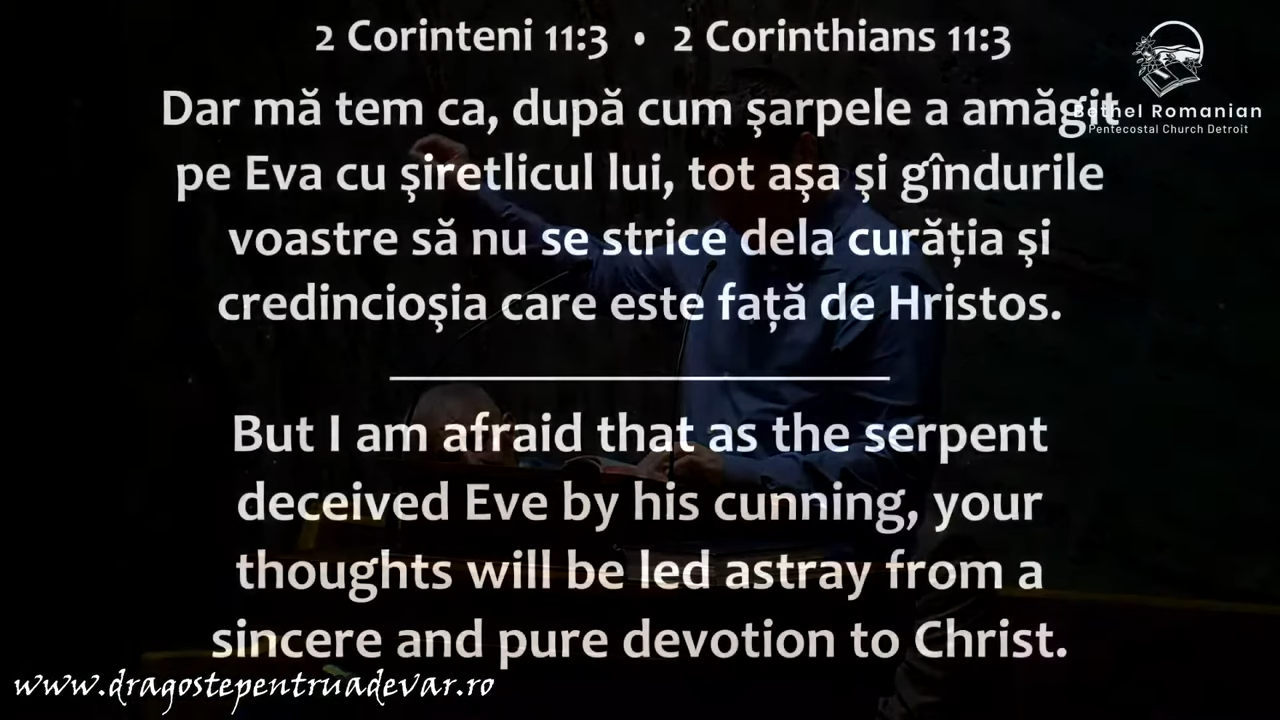 2 Corinteni 11:3 • 2 Corinthians 11:3
Dar mă tem ca, după cum şarpele a amăgit
pe Eva cu şiretlicul lui, tot aşa şi gîndurile
voastre să nu se strice dela curăţia şi
credincioşia care este faţă de Hristos.
But I am afraid that as the serpent
deceived Eve by his cunning, your
thoughts will be led astray from a
sincere and pure devotion to Christ.
Bethel Romanian
Pentecostal Church Detroit
www.dragostepentruadevar.ro